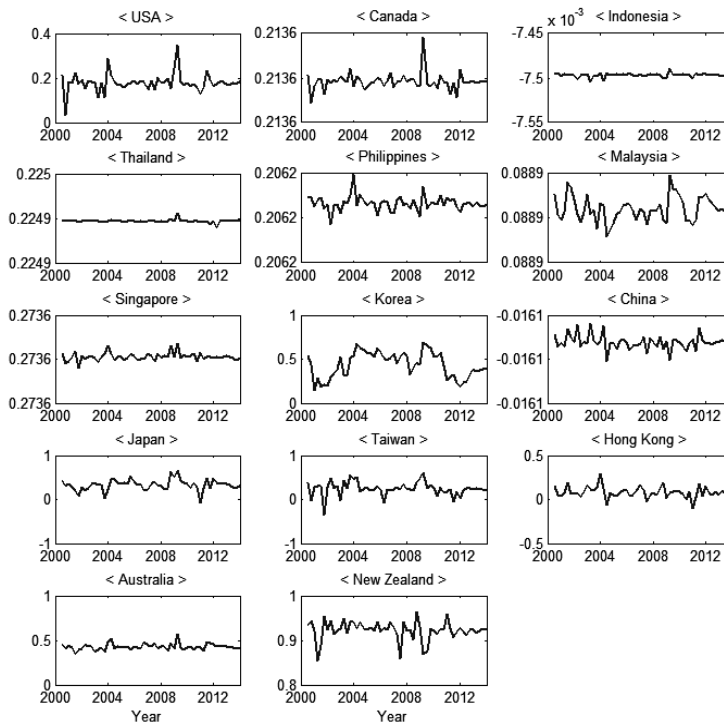 < USA >
0.4
0.2
0
2000 2004 2008 2012
< Canada >
0.2136
0.2136
0.2136
2000 2004 2008 2012
< Indonesia >
x 10⁻³
-7.45
-7.5
-7.55
2000 2004 2008 2012
< Thailand >
0.225
0.2249
0.2249
2000 2004 2008 2012
< Philippines >
0.2062
0.2062
0.2062
2000 2004 2008 2012
< Malaysia >
0.0889
0.0889
0.0889
2000 2004 2008 2012
< Singapore >
0.2736
0.2736
0.2736
2000 2004 2008 2012
< Korea >
1
0.5
0
2000 2004 2008 2012
< China >
-0.0161
-0.0161
-0.0161
2000 2004 2008 2012
< Japan >
1
0
-1
2000 2004 2008 2012
< Taiwan >
1
0
-1
2000 2004 2008 2012
< Hong Kong >
0.5
0
-0.5
2000 2004 2008 2012
< Australia >
1
0.5
0
2000 2004 2008 2012
Year
< New Zealand >
1
0.9
0.8
2000 2004 2008 2012
Year